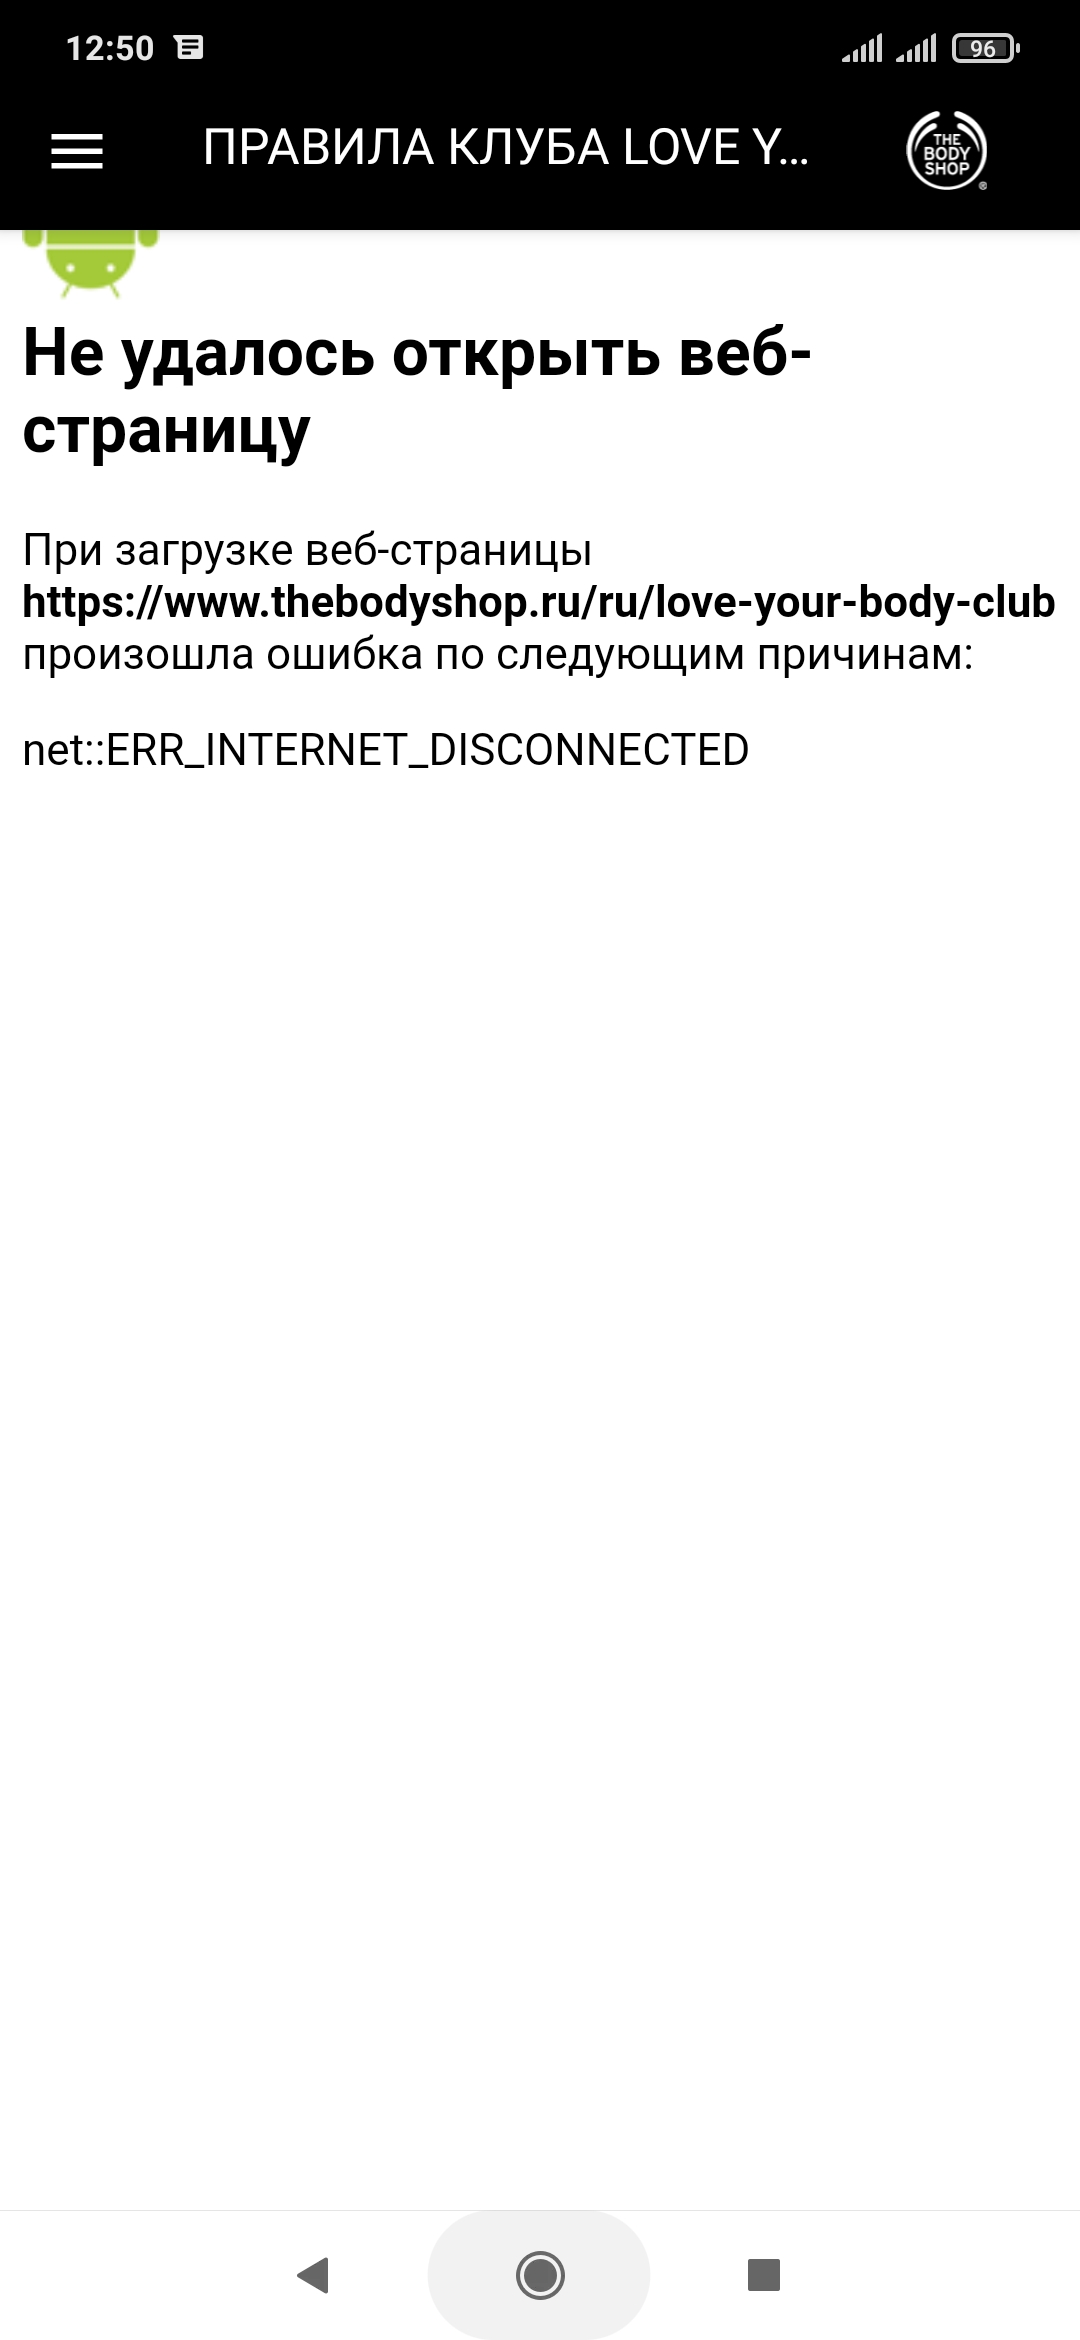 12:50
96
ПРАВИЛА КЛУБА LOVE Y...
THE
BODY
SHOP
®
Не удалось открыть веб-
страницу
При загрузке веб-страницы
https://www.thebodyshop.ru/ru/love-your-body-club
произошла ошибка по следующим причинам:
net::ERR_INTERNET_DISCONNECTED